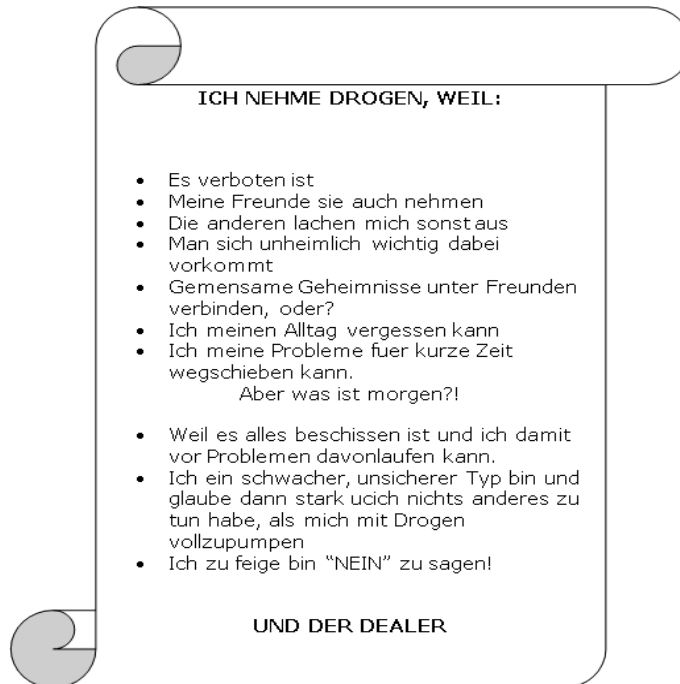 ICH NEHME DROGEN, WEIL:
• Es verboten ist
• Meine Freunde sie auch nehmen
• Die anderen lachen mich sonst aus
• Man sich unheimlich wichtig dabei
vorkommt
• Gemensame Geheimnisse unter Freunden
verbinden, oder?
• Ich meinen Alltag vergessen kann
• Ich meine Probleme fuer kurze Zeit
wegschieben kann.
Aber was ist morgen?!
• Weil es alles beschissen ist und ich damit
vor Problemen davonlaufen kann.
• Ich ein schwacher, unsicherer Typ bin und
glaube dann stark ucich nichts anderes zu
tun habe, als mich mit Drogen
vollzupumpen
• Ich zu feige bin “NEIN” zu sagen!
UND DER DEALER